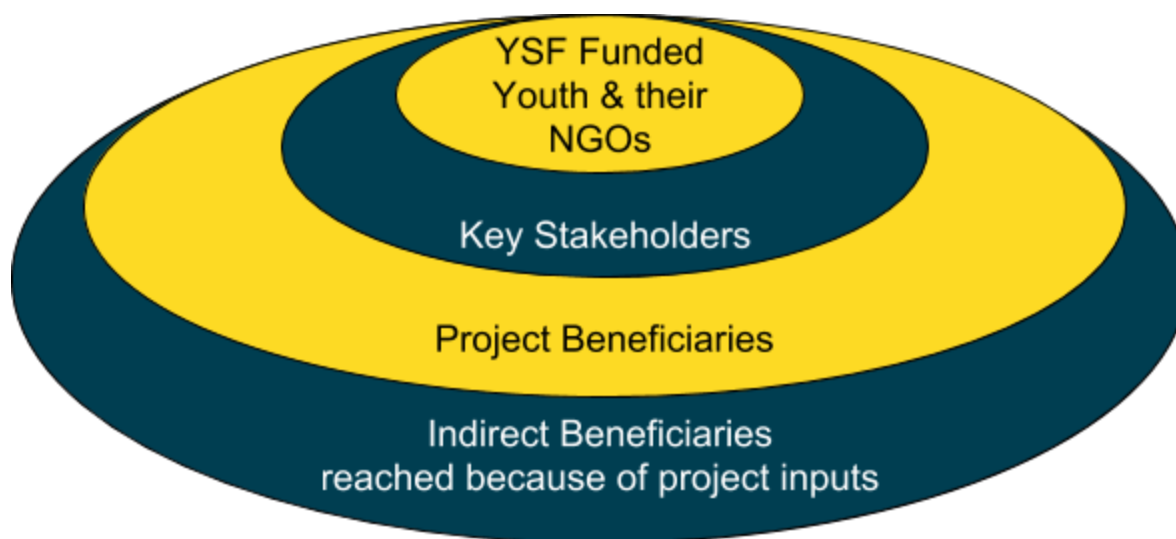 YSF Funded
Youth & their
NGOs
Key Stakeholders
Project Beneficiaries
Indirect Beneficiaries
reached because of project inputs